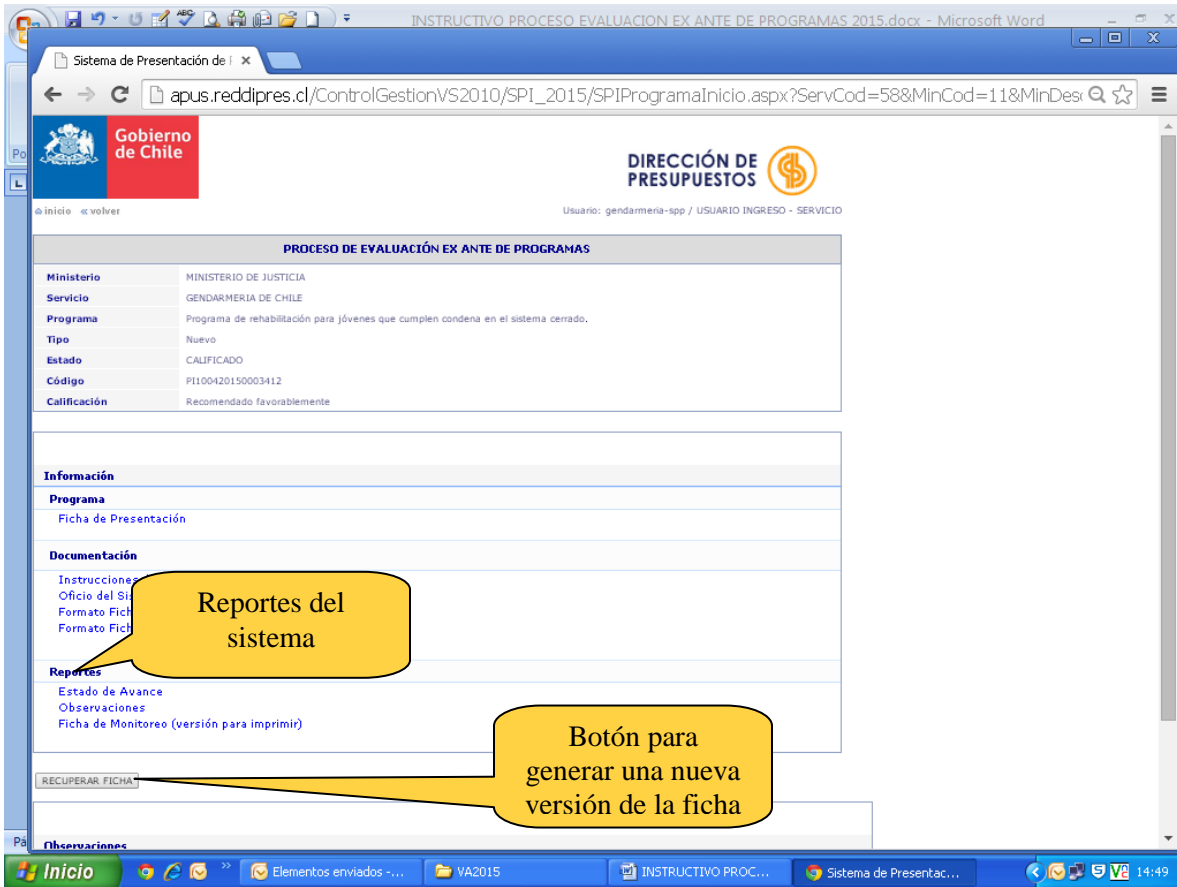 INSTRUCTIVO PROCESO EVALUACION EX ANTE DE PROGRAMAS 2015.docx - Microsoft Word
Sistema de Presentación de
apus.reddipres.cl/ControlGestionVS2010/SPI_2015/SPIProgramaInicio.aspx?ServCod=58&MinCod=11&MinDes
Gobierno
de Chile
DIRECCIÓN DE
PRESUPUESTOS
inicio « volver
Usuario: gendarmeria-spp / USUARIO INGRESO - SERVICIO
PROCESO DE EVALUACIÓN EX ANTE DE PROGRAMAS
Ministerio MINISTERIO DE JUSTICIA
Servicio GENDARMERIA DE CHILE
Programa Programa de rehabilitación para jóvenes que cumplen condena en el sistema cerrado.
Tipo Nuevo
Estado CALIFICADO
Código PI100420150003412
Calificación Recomendado favorablemente
Información
Programa
Ficha de Presentación
Documentación
Instrucciones
Oficio del Si
Formato Fich
Formato Fich
Reportes del
sistema
Reportes
Estado de Avance
Observaciones
Ficha de Monitoreo (versión para imprimir)
Botón para
generar una nueva
versión de la ficha
RECUPERAR FICHA
Observaciones
Pá
Inicio
Elementos enviados -...
VA2015
INSTRUCTIVO PROC...
Sistema de Presentac...
14:49